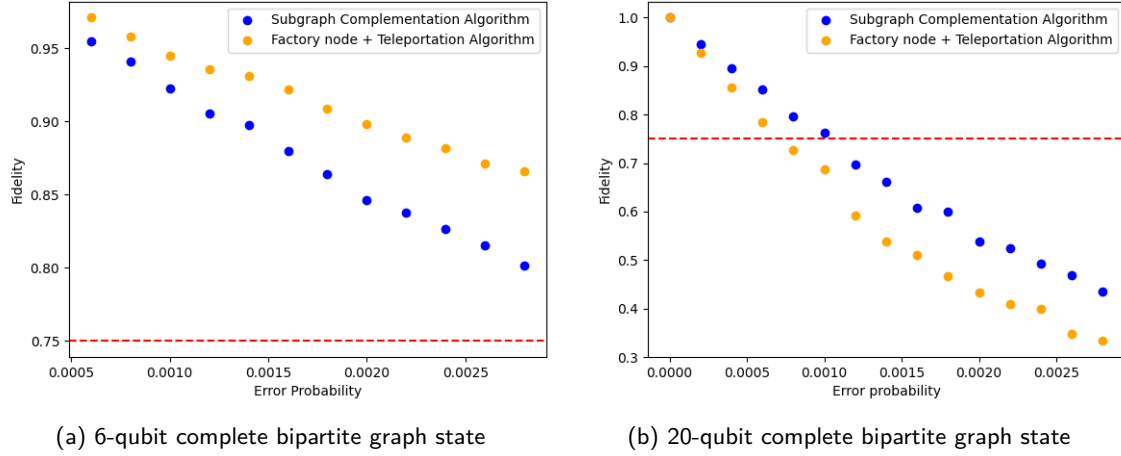 Subgraph Complementation Algorithm
Factory node + Teleportation Algorithm
0.95
0.90
0.85
0.80
0.75
Fidelity
0.0005 0.0010 0.0015 0.0020 0.0025
Error Probability
(a) 6-qubit complete bipartite graph state
Subgraph Complementation Algorithm
Factory node + Teleportation Algorithm
1.0
0.9
0.8
0.7
0.6
0.5
0.4
0.3
Fidelity
0.0000 0.0005 0.0010 0.0015 0.0020 0.0025
Error probability
(b) 20-qubit complete bipartite graph state